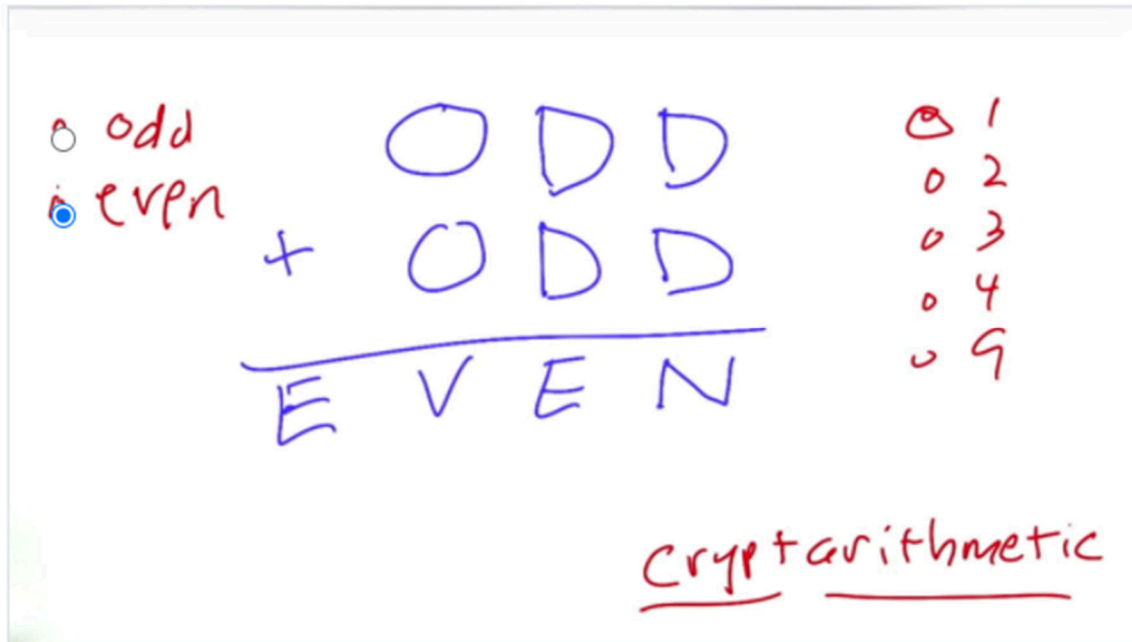 odd
even
ODD
+ ODD
EVEN
1
2
3
4
9
cryptarithmetic